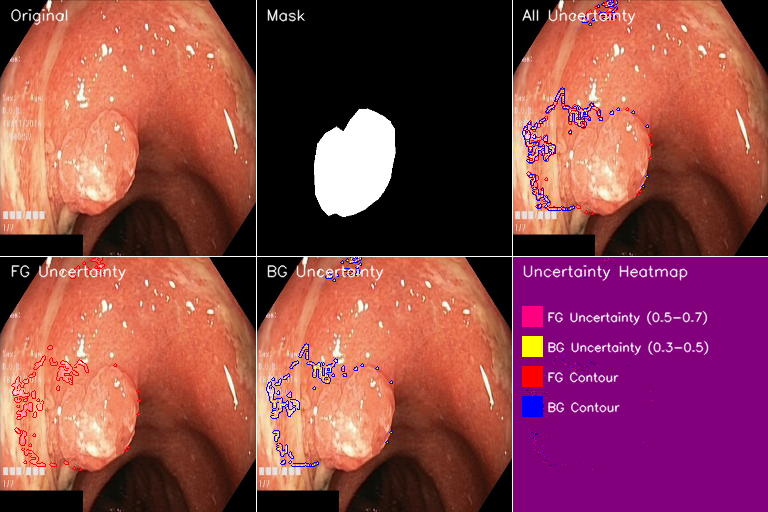 Original
Mask
All Uncertainty
FG Uncertainty
BG Uncertainty
Uncertainty Heatmap
FG Uncertainty (0.5-0.7)
BG Uncertainty (0.3-0.5)
FG Contour
BG Contour